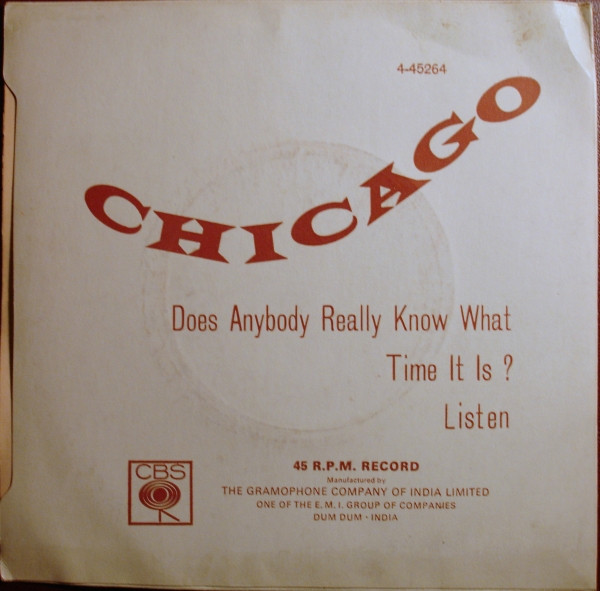 4-45264
CHICAGO
Does Anybody Really Know What
Time It Is ?
Listen
45 R.P.M. RECORD
Manufactured by
THE GRAMOPHONE COMPANY OF INDIA LIMITED
ONE OF THE E. M. I. GROUP OF COMPANIES
DUM DUM - INDIA
CBS